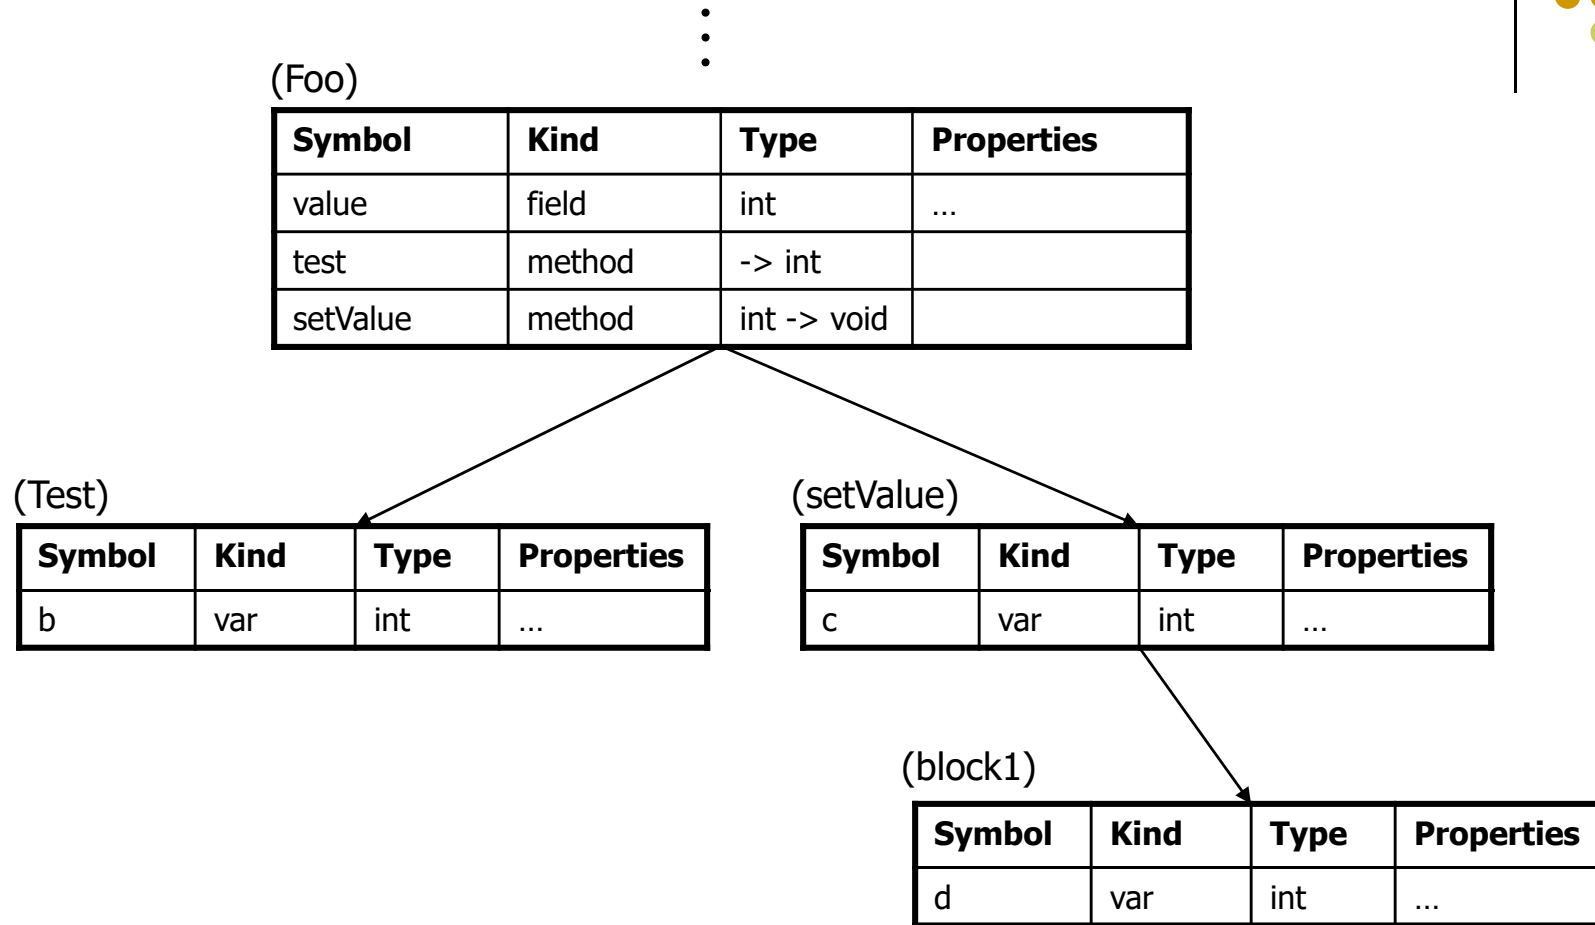 (Foo)
Symbol Kind Type Properties
value field int …
test method -> int
setValue method int -> void
(Test)
Symbol Kind Type Properties
b var int …
(setValue)
Symbol Kind Type Properties
c var int …
(block1)
Symbol Kind Type Properties
d var int …